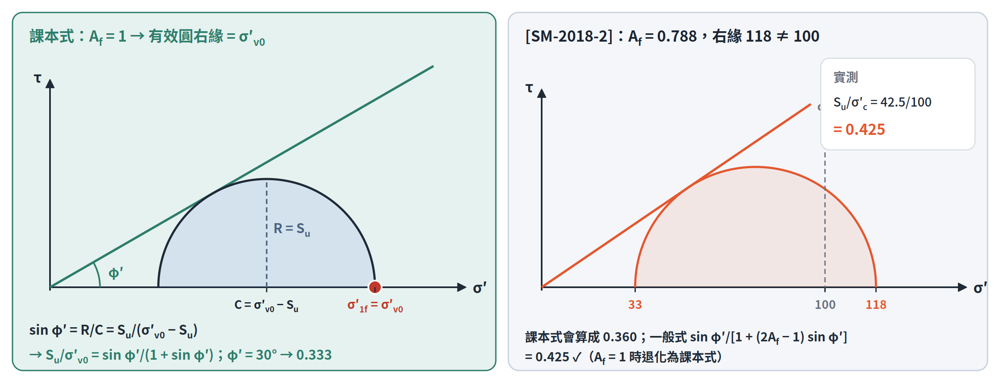 課本式：A_f = 1 → 有效圓右緣 = σ′_v0
τ
ϕ′
R = S_u
σ′
C = σ′_v0 − S_u
σ′_1f = σ′_v0
sin ϕ′ = R/C = S_u/(σ′_v0 − S_u)
→ S_u/σ′_v0 = sin ϕ′/(1 + sin ϕ′)；ϕ′ = 30° → 0.333
[SM-2018-2]：A_f = 0.788，右緣 118 ≠ 100
實測
S_u/σ′_c = 42.5/100
= 0.425
τ
σ′
33
100
118
課本式會算成 0.360；一般式 sin ϕ′/[1 + (2A_f − 1) sin ϕ′]
= 0.425 ✓（A_f = 1 時退化為課本式）